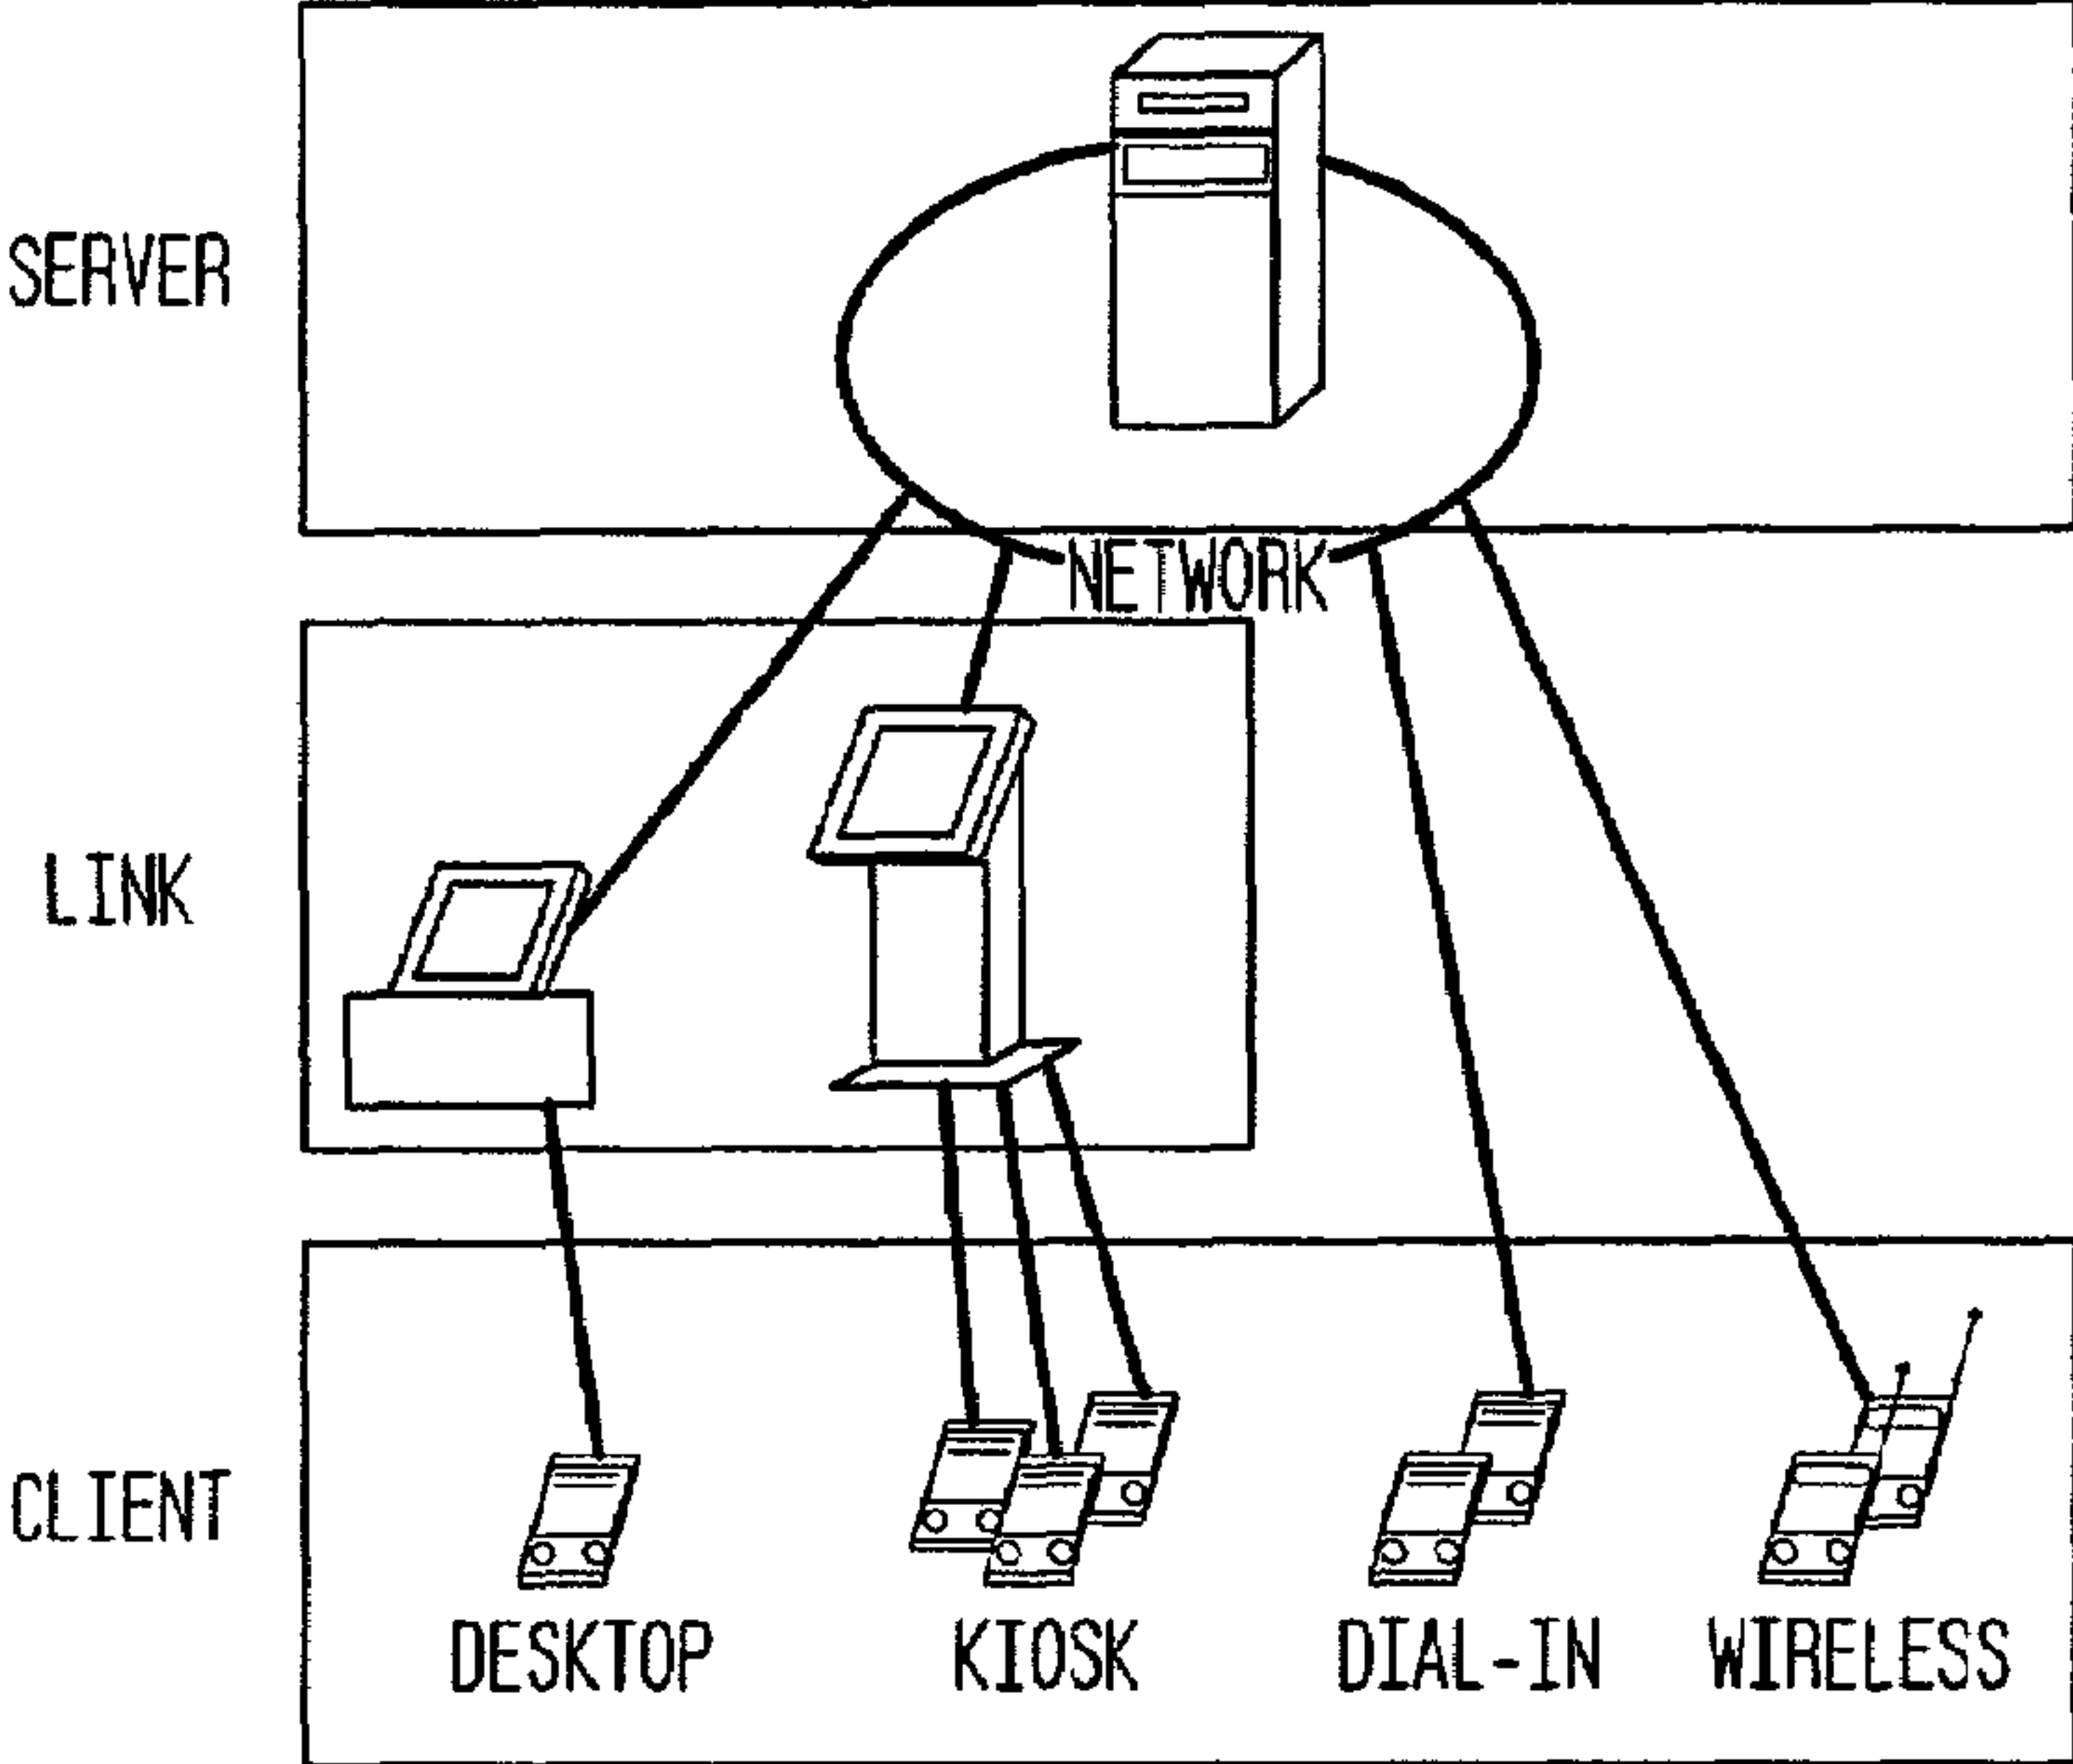 SERVER
NETWORK
LINK
CLIENT
DESKTOP
KIOSK
DIAL-IN
WIRELESS